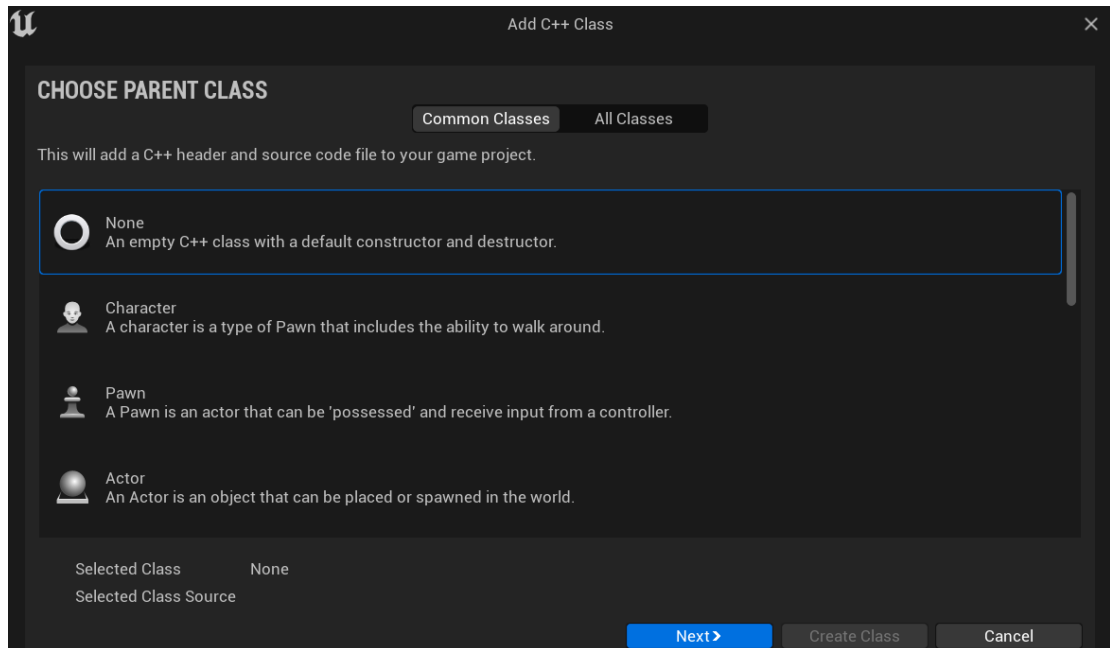 Add C++ Class
CHOOSE PARENT CLASS
Common Classes
All Classes
This will add a C++ header and source code file to your game project.
None
An empty C++ class with a default constructor and destructor.
Character
A character is a type of Pawn that includes the ability to walk around.
Pawn
A Pawn is an actor that can be 'possessed' and receive input from a controller.
Actor
An Actor is an object that can be placed or spawned in the world.
Selected Class None
Selected Class Source
Next
Create Class
Cancel